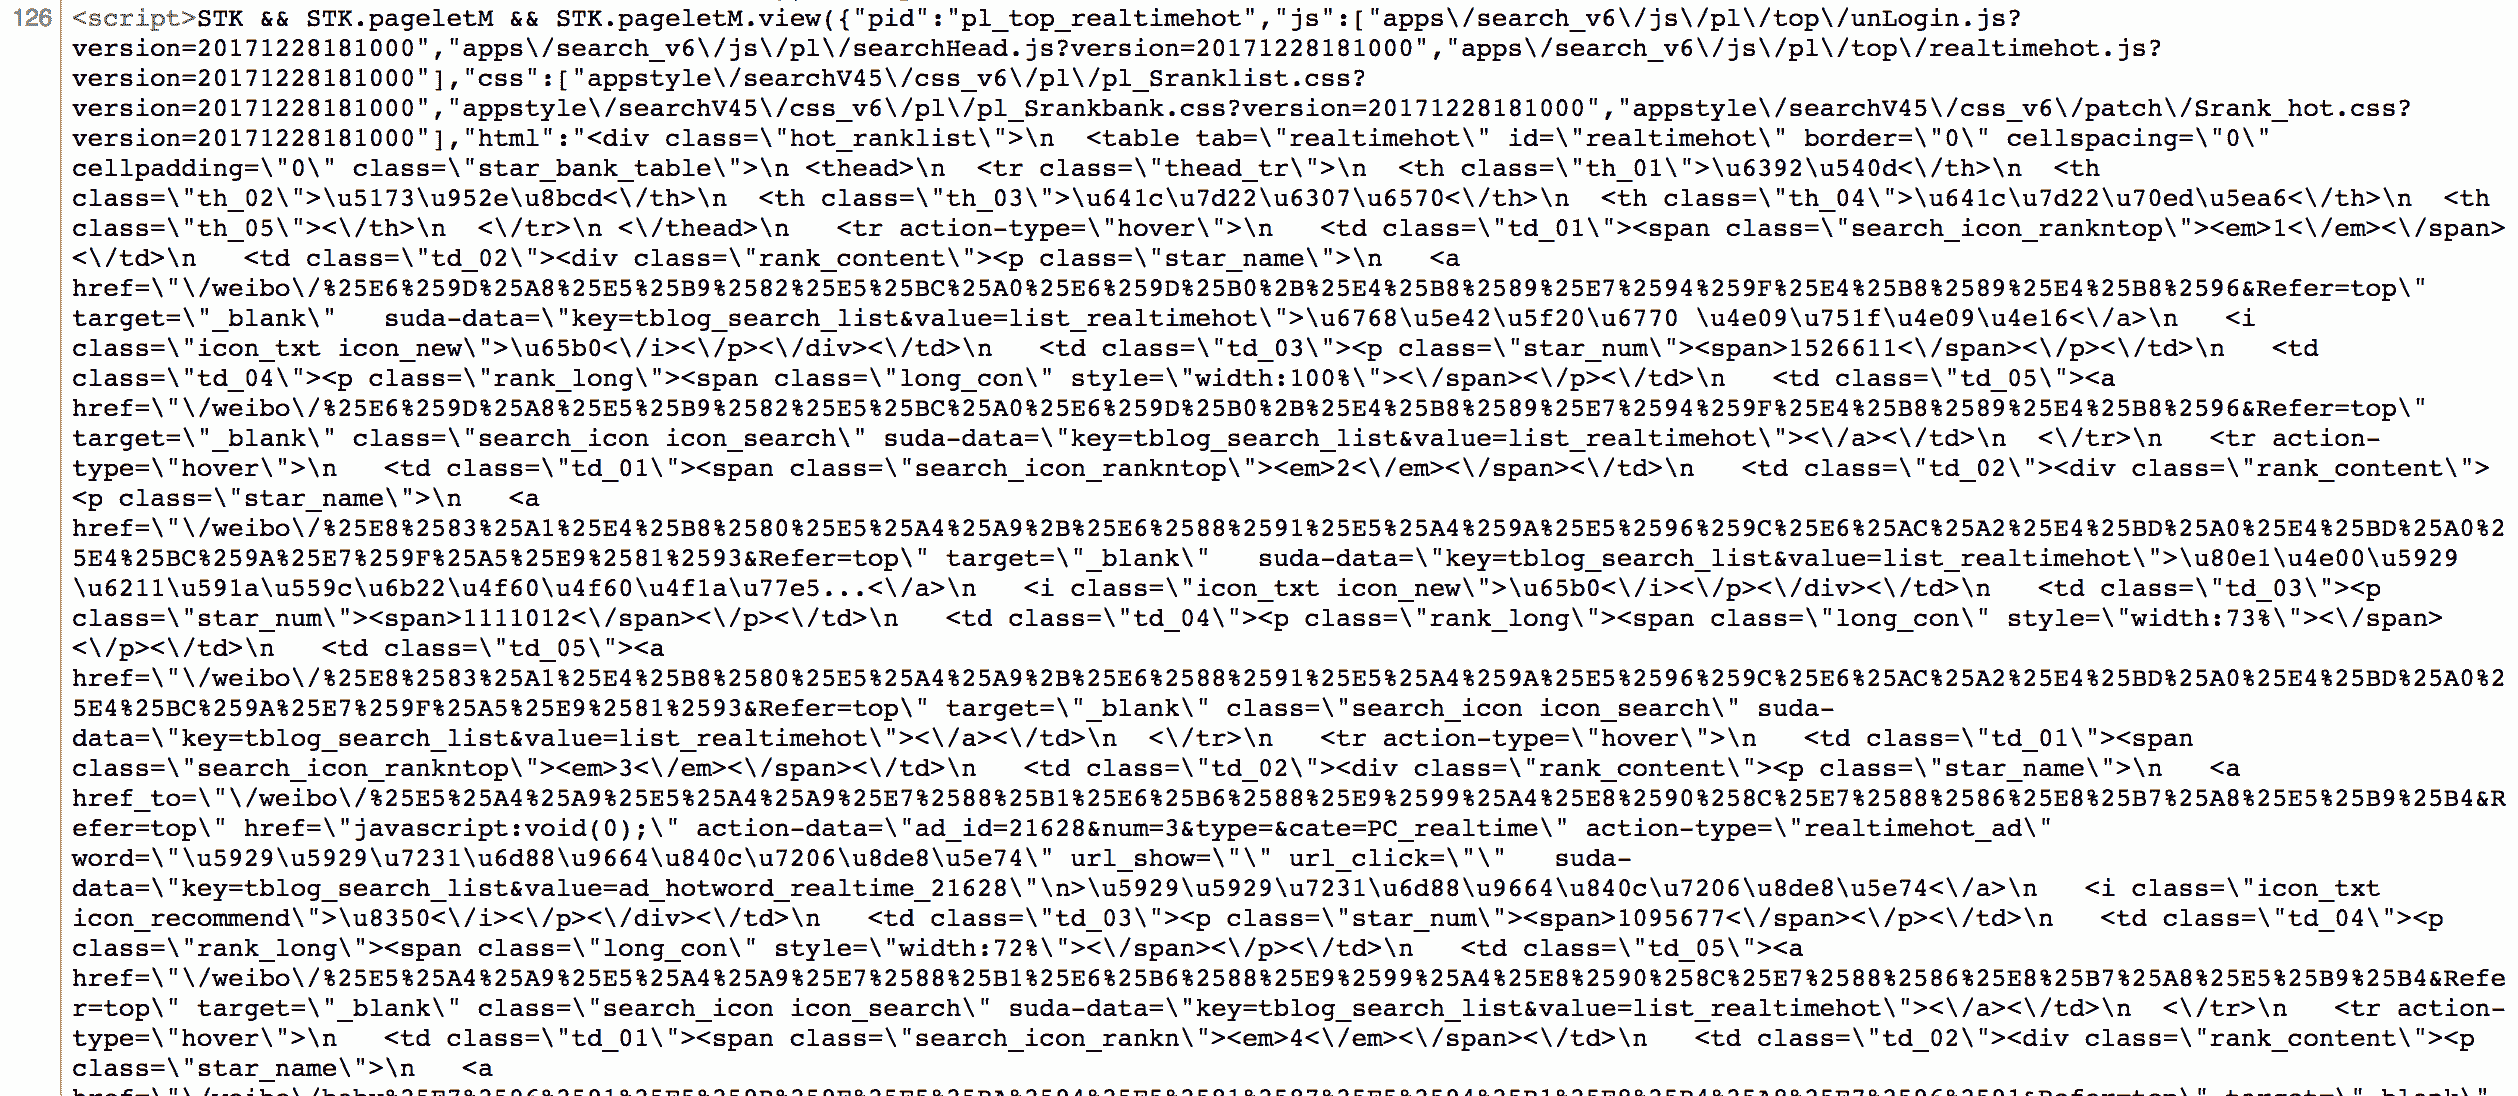 126 <script>STK && STK.pageletM && STK.pageletM.view({"pid":"pl_top_realtimehot","js":["apps\/search_v6\/js\/pl\/top\/unLogin.js?
version=20171228181000","apps\/search_v6\/js\/pl\/searchHead.js?version=20171228181000","apps\/search_v6\/js\/pl\/top\/realtimehot.js?
version=20171228181000"],"css":["appstyle\/searchV45\/css_v6\/pl\/pl_Sranklist.css?
version=20171228181000","appstyle\/searchV45\/css_v6\/pl\/pl_Srankbank.css?version=20171228181000","appstyle\/searchV45\/css_v6\/patch\/Srank_hot.css?
version=20171228181000"],"html":"<div class=\"hot_ranklist\">\n  <table tab=\"realtimehot\" id=\"realtimehot\" border=\"0\" cellspacing=\"0\"
cellpadding=\"0\" class=\"star_bank_table\">\n <thead>\n  <tr class=\"thead_tr\">\n  <th class=\"th_01\">\u6392\u540d<\/th>\n  <th
class=\"th_02\">\u5173\u952e\u8bcd<\/th>\n  <th class=\"th_03\">\u641c\u7d22\u6307\u6570<\/th>\n  <th class=\"th_04\">\u641c\u7d22\u70ed\u5ea6<\/th>\n  <th
class=\"th_05\"><\/th>\n  <\/tr>\n <\/thead>\n   <tr action-type=\"hover\">\n   <td class=\"td_01\"><span class=\"search_icon_rankntop\"><em>1<\/em><\/span>
<\/td>\n   <td class=\"td_02\"><div class=\"rank_content\"><p class=\"star_name\">\n   <a
href=\"\/weibo\/%25E6%259D%25A8%25E5%25B9%2582%25E5%25BC%25A0%25E6%259D%25B0%2B%25E4%25B8%2589%25E7%2594%259F%25E4%25B8%2589%25E4%25B8%2596&Refer=top\"
target=\"_blank\"   suda-data=\"key=tblog_search_list&value=list_realtimehot\">\u6768\u5e42\u5f20\u6770 \u4e09\u751f\u4e09\u4e16<\/a>\n   <i
class=\"icon_txt icon_new\">\u65b0<\/i><\/p><\/div><\/td>\n   <td class=\"td_03\"><p class=\"star_num\"><span>1526611<\/span><\/p><\/td>\n   <td
class=\"td_04\"><p class=\"rank_long\"><span class=\"long_con\" style=\"width:100%\"><\/span><\/p><\/td>\n   <td class=\"td_05\"><a
href=\"\/weibo\/%25E6%259D%25A8%25E5%25B9%2582%25E5%25BC%25A0%25E6%259D%25B0%2B%25E4%25B8%2589%25E7%2594%259F%25E4%25B8%2589%25E4%25B8%2596&Refer=top\"
target=\"_blank\" class=\"search_icon icon_search\" suda-data=\"key=tblog_search_list&value=list_realtimehot\"><\/a><\/td>\n  <\/tr>\n   <tr action-
type=\"hover\">\n   <td class=\"td_01\"><span class=\"search_icon_rankntop\"><em>2<\/em><\/span><\/td>\n   <td class=\"td_02\"><div class=\"rank_content\">
<p class=\"star_name\">\n   <a
href=\"\/weibo\/%25E8%2583%25A1%25E4%25B8%2580%25E5%25A4%25A9%2B%25E6%2588%2591%25E5%25A4%259A%25E5%2596%259C%25E6%25AC%25A2%25E4%25BD%25A0%25E4%25BD%25A0%2
5E4%25BC%259A%25E7%259F%25A5%25E9%2581%2593&Refer=top\" target=\"_blank\"   suda-data=\"key=tblog_search_list&value=list_realtimehot\">\u80e1\u4e00\u5929
\u6211\u591a\u559c\u6b22\u4f60\u4f60\u4f1a\u77e5...<\/a>\n   <i class=\"icon_txt icon_new\">\u65b0<\/i><\/p><\/div><\/td>\n   <td class=\"td_03\"><p
class=\"star_num\"><span>1111012<\/span><\/p><\/td>\n   <td class=\"td_04\"><p class=\"rank_long\"><span class=\"long_con\" style=\"width:73%\"><\/span>
<\/p><\/td>\n   <td class=\"td_05\"><a
href=\"\/weibo\/%25E8%2583%25A1%25E4%25B8%2580%25E5%25A4%25A9%2B%25E6%2588%2591%25E5%25A4%259A%25E5%2596%259C%25E6%25AC%25A2%25E4%25BD%25A0%25E4%25BD%25A0%2
5E4%25BC%259A%25E7%259F%25A5%25E9%2581%2593&Refer=top\" target=\"_blank\" class=\"search_icon icon_search\" suda-
data=\"key=tblog_search_list&value=list_realtimehot\"><\/a><\/td>\n  <\/tr>\n   <tr action-type=\"hover\">\n   <td class=\"td_01\"><span
class=\"search_icon_rankntop\"><em>3<\/em><\/span><\/td>\n   <td class=\"td_02\"><div class=\"rank_content\"><p class=\"star_name\">\n   <a
href_to=\"\/weibo\/%25E5%25A4%25A9%25E5%25A4%25A9%25E7%2588%25B1%25E6%25B6%2588%25E9%2599%25A4%25E8%2590%258C%25E7%2588%2586%25E8%25B7%25A8%25E5%25B9%25B4&R
efer=top\" href=\"javascript:void(0);\" action-data=\"ad_id=21628&num=3&type=&cate=PC_realtime\" action-type=\"realtimehot_ad\"
word=\"\u5929\u5929\u7231\u6d88\u9664\u840c\u7206\u8de8\u5e74\" url_show=\"\" url_click=\"\"   suda-
data=\"key=tblog_search_list&value=ad_hotword_realtime_21628\"\n>\u5929\u5929\u7231\u6d88\u9664\u840c\u7206\u8de8\u5e74<\/a>\n   <i class=\"icon_txt
icon_recommend\">\u8350<\/i><\/p><\/div><\/td>\n   <td class=\"td_03\"><p class=\"star_num\"><span>1095677<\/span><\/p><\/td>\n   <td class=\"td_04\"><p
class=\"rank_long\"><span class=\"long_con\" style=\"width:72%\"><\/span><\/p><\/td>\n   <td class=\"td_05\"><a
href=\"\/weibo\/%25E5%25A4%25A9%25E5%25A4%25A9%25E7%2588%25B1%25E6%25B6%2588%25E9%2599%25A4%25E8%2590%258C%25E7%2588%2586%25E8%25B7%25A8%25E5%25B9%25B4&Refe
r=top\" target=\"_blank\" class=\"search_icon icon_search\" suda-data=\"key=tblog_search_list&value=list_realtimehot\"><\/a><\/td>\n  <\/tr>\n   <tr action-
type=\"hover\">\n   <td class=\"td_01\"><span class=\"search_icon_rankn\"><em>4<\/em><\/span><\/td>\n   <td class=\"td_02\"><div class=\"rank_content\"><p
class=\"star_name\">\n   <a